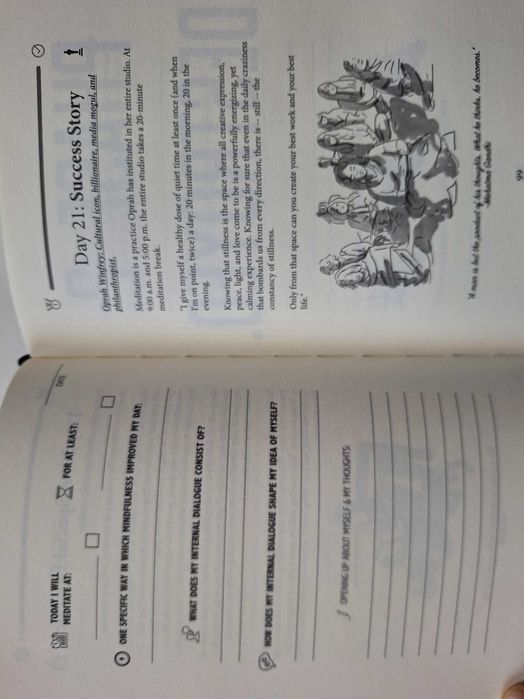 TODAY I WILL
MEDITATE AT:
FOR AT LEAST:
DATE
ONE SPECIFIC WAY IN WHICH MINDFULNESS IMPROVED MY DAY:
WHAT DOES MY INTERNAL DIALOGUE CONSIST OF?
HOW DOES MY INTERNAL DIALOGUE SHAPE MY IDEA OF MYSELF?
OPENING UP ABOUT MYSELF & MY THOUGHTS:
Day 21: Success Story
Oprah Winfrey: Cultural icon, billionaire, media mogul, and
philanthropist.
Meditation is a practice Oprah has instituted in her entire studio. At
9:00 a.m. and 5:00 p.m. the entire studio takes a 20-minute
meditation break.
"I give myself a healthy dose of quiet time at least once (and when
I'm on point, twice) a day: 20 minutes in the morning, 20 in the
evening.
Knowing that stillness is the space where all creative expression,
peace, light, and love come to be is a powerfully energizing, yet
calming experience. Knowing for sure that even in the daily craziness
that bombards us from every direction, there is -- still -- the
constancy of stillness.
Only from that space can you create your best work and your best
life."
'A man is but the product of his thoughts. What he thinks, he becomes.'
-Mahatma Gandhi
99